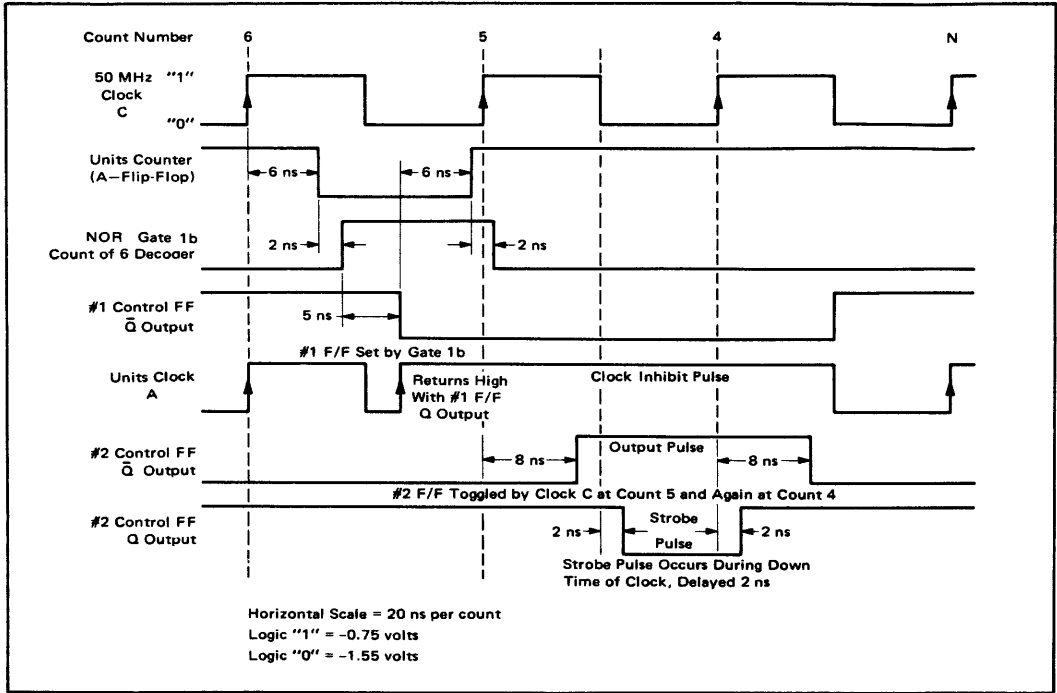 Count Number 6 5 4 N
50 MHz "1"
Clock
C
"0"
Units Counter
(A—Flip-Flop)
6 ns 6 ns
NOR Gate 1b
Count of 6 Decoder
2 ns 2 ns
#1 Control FF
Q̅ Output
5 ns
#1 F/F Set by Gate 1b
Units Clock
A
Returns High
With #1 F/F
Q Output
Clock Inhibit Pulse
#2 Control FF
Q̅ Output
8 ns Output Pulse 8 ns
#2 F/F Toggled by Clock C at Count 5 and Again at Count 4
#2 Control FF
Q Output
2 ns Strobe 2 ns
Pulse
Strobe Pulse Occurs During Down
Time of Clock, Delayed 2 ns
Horizontal Scale = 20 ns per count
Logic "1" = -0.75 volts
Logic "0" = -1.55 volts